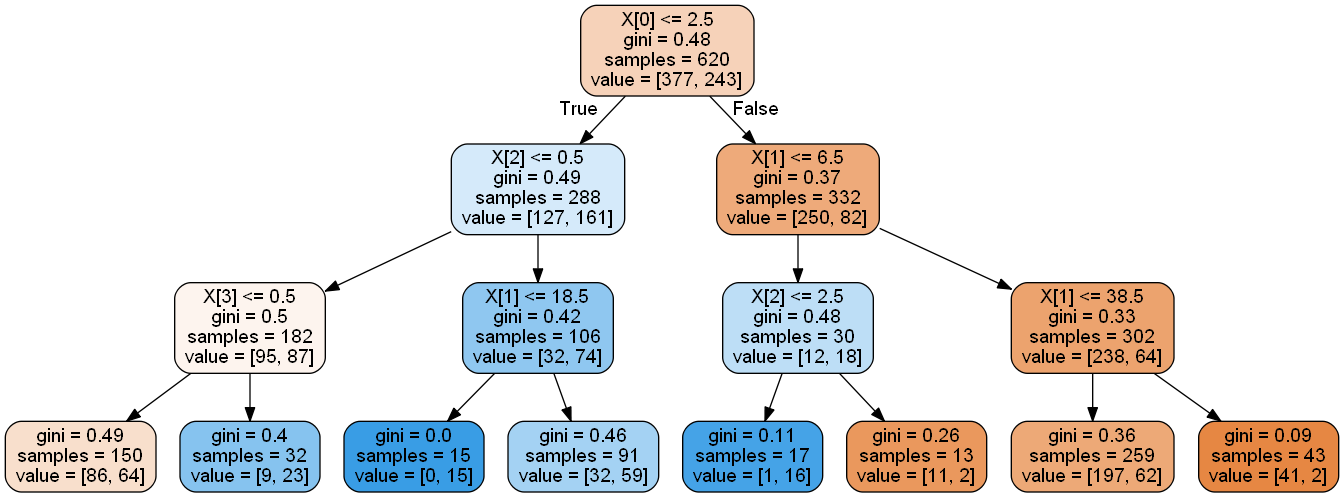 X[0] <= 2.5
gini = 0.48
samples = 620
value = [377, 243]
True
False
X[2] <= 0.5
gini = 0.49
samples = 288
value = [127, 161]
X[1] <= 6.5
gini = 0.37
samples = 332
value = [250, 82]
X[3] <= 0.5
gini = 0.5
samples = 182
value = [95, 87]
X[1] <= 18.5
gini = 0.42
samples = 106
value = [32, 74]
X[2] <= 2.5
gini = 0.48
samples = 30
value = [12, 18]
X[1] <= 38.5
gini = 0.33
samples = 302
value = [238, 64]
gini = 0.49
samples = 150
value = [86, 64]
gini = 0.4
samples = 32
value = [9, 23]
gini = 0.0
samples = 15
value = [0, 15]
gini = 0.46
samples = 91
value = [32, 59]
gini = 0.11
samples = 17
value = [1, 16]
gini = 0.26
samples = 13
value = [11, 2]
gini = 0.36
samples = 259
value = [197, 62]
gini = 0.09
samples = 43
value = [41, 2]